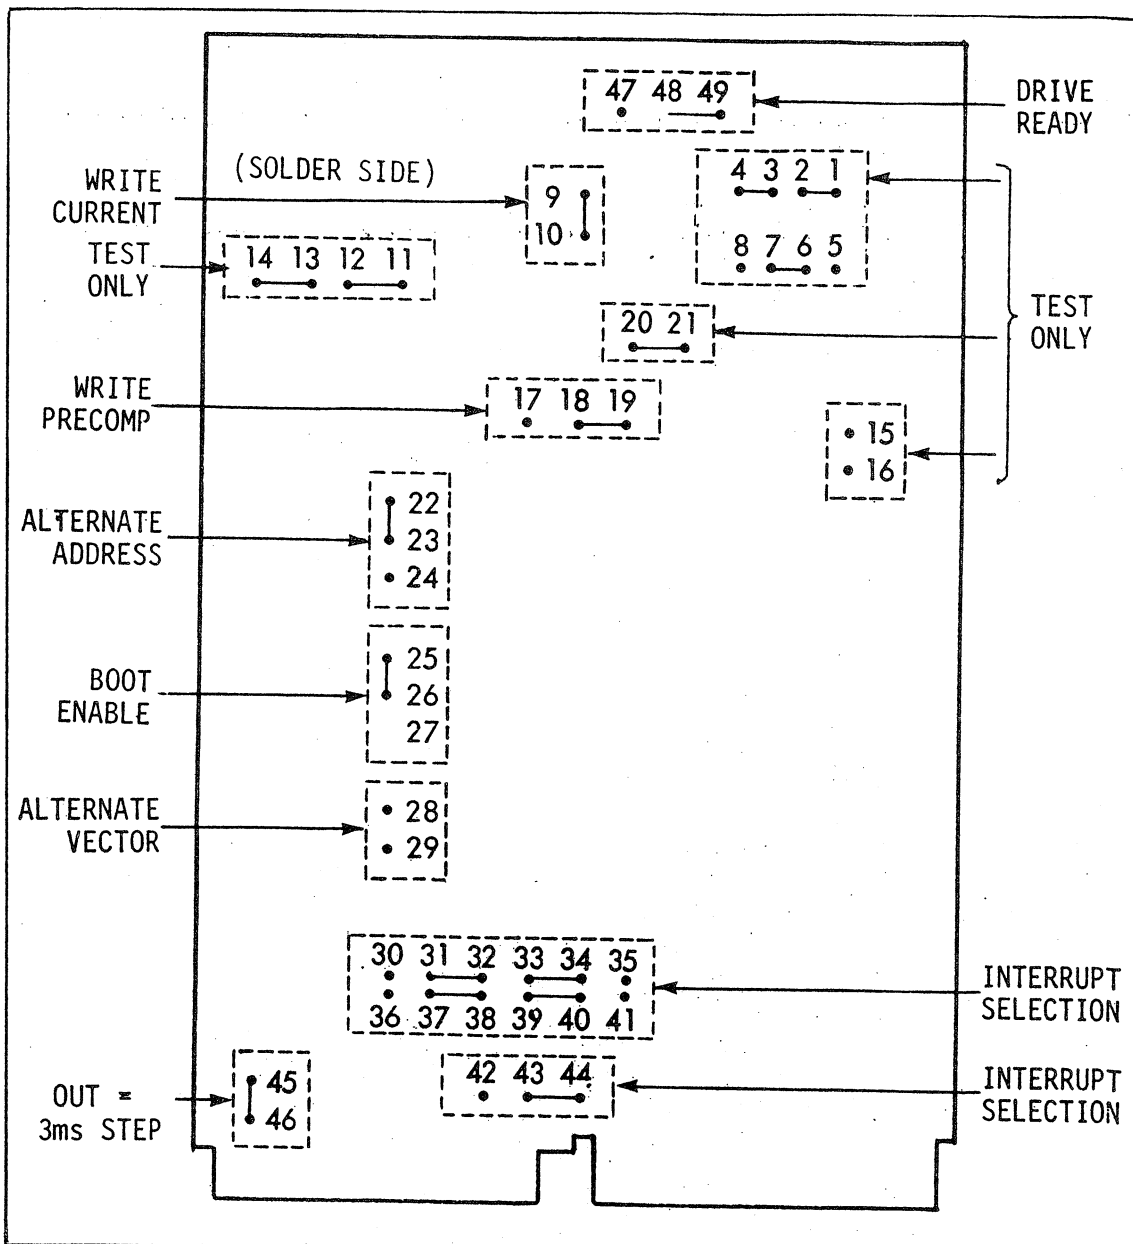 47 48 49
DRIVE
READY
4 3 2 1
8 7 6 5
TEST
ONLY
(SOLDER SIDE)
WRITE
CURRENT
9
10
TEST
ONLY
14 13 12 11
20 21
WRITE
PRECOMP
17 18 19
15
16
ALTERNATE
ADDRESS
22
23
24
BOOT
ENABLE
25
26
27
ALTERNATE
VECTOR
28
29
30 31 32 33 34 35
36 37 38 39 40 41
INTERRUPT
SELECTION
42 43 44
INTERRUPT
SELECTION
OUT =
3ms STEP
45
46